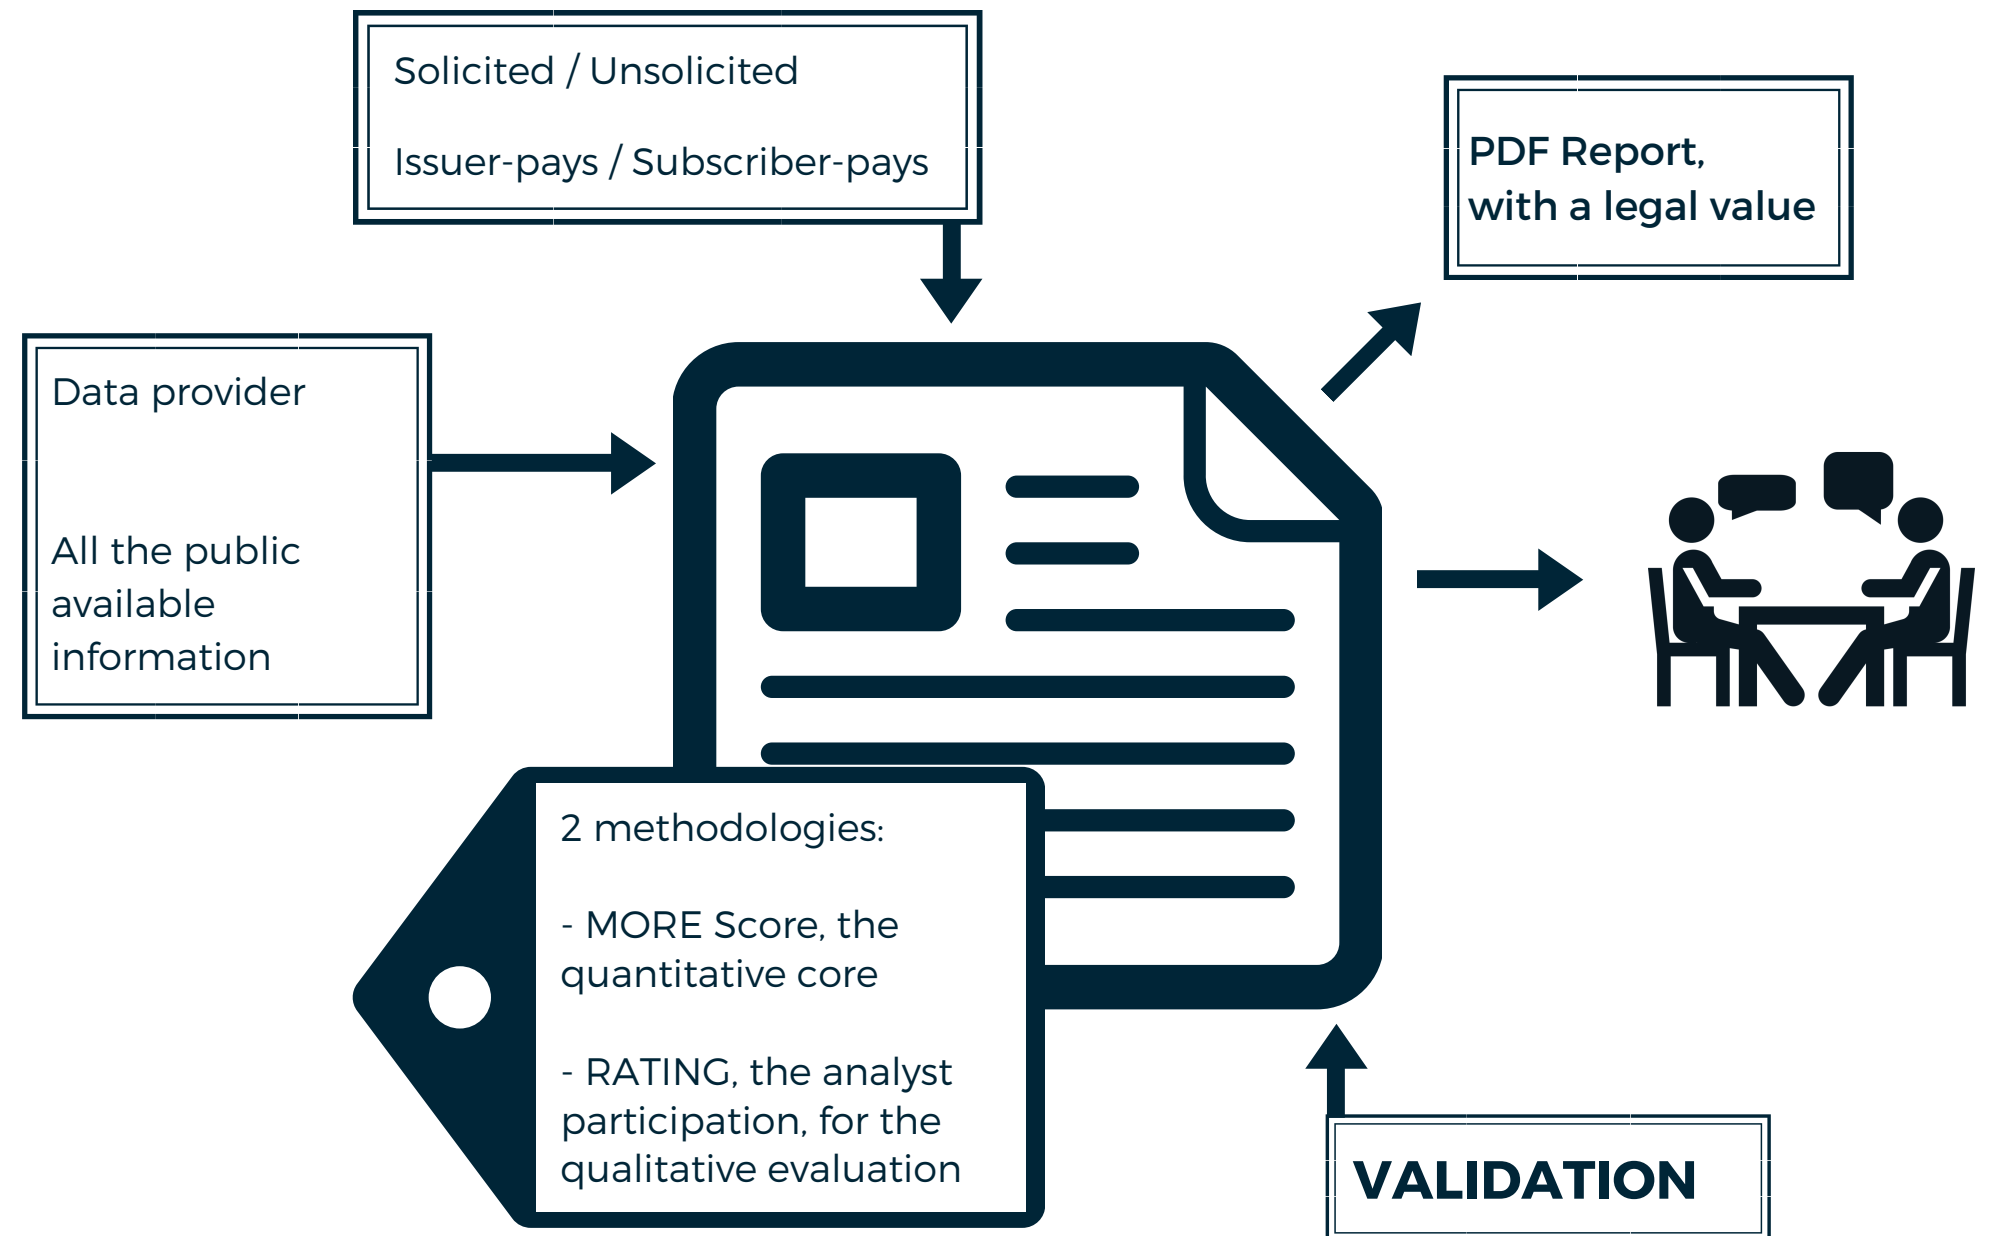 Solicited / Unsolicited
Issuer-pays / Subscriber-pays
PDF Report,
with a legal value
Data provider
All the public
available
information
2 methodologies:
- MORE Score, the
quantitative core
- RATING, the analyst
participation, for the
qualitative evaluation
VALIDATION